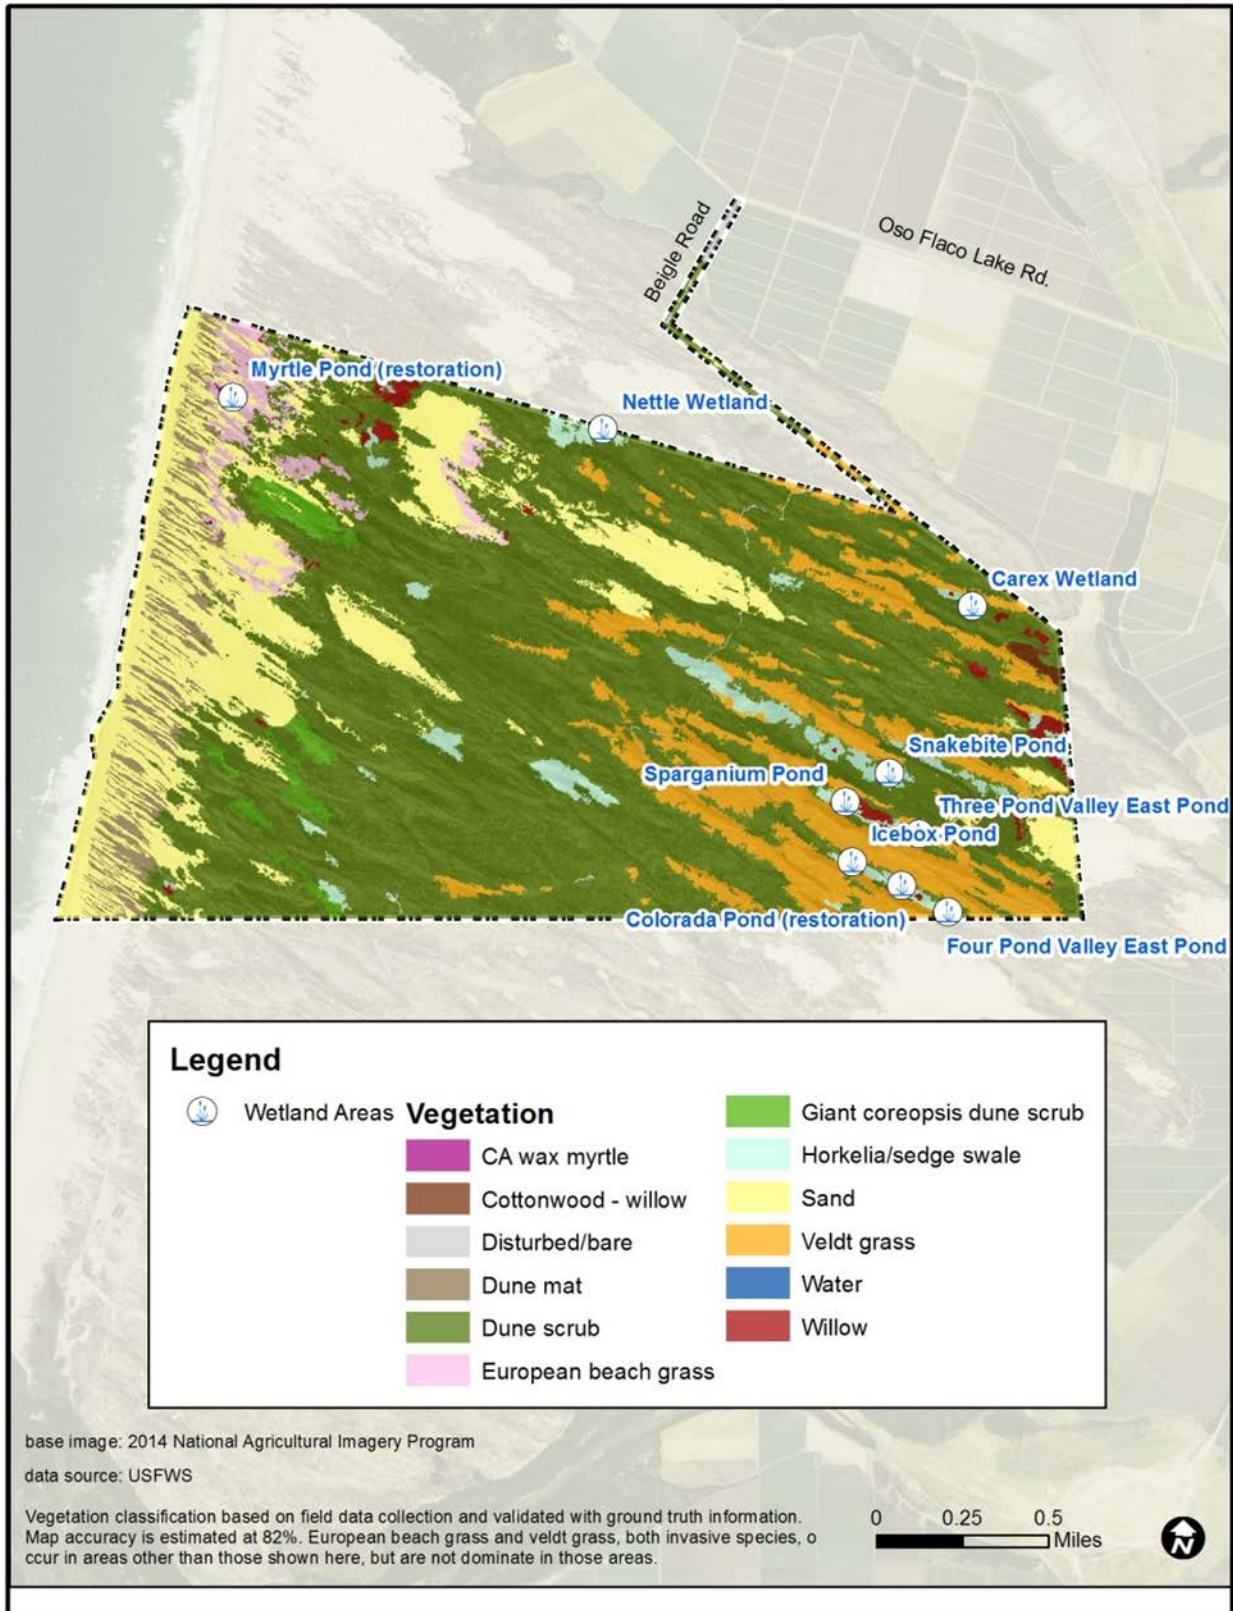 Beigle Road
Oso Flaco Lake Rd.
Myrtle Pond (restoration)
Nettle Wetland
Carex Wetland
Snakebite Pond
Sparganium Pond
Three Pond Valley East Pond
Icebox Pond
Colorada Pond (restoration)
Four Pond Valley East Pond
Legend
Wetland Areas
Vegetation
CA wax myrtle
Cottonwood - willow
Disturbed/bare
Dune mat
Dune scrub
European beach grass
Giant coreopsis dune scrub
Horkelia/sedge swale
Sand
Veldt grass
Water
Willow
base image: 2014 National Agricultural Imagery Program
data source: USFWS
Vegetation classification based on field data collection and validated with ground truth information.
Map accuracy is estimated at 82%. European beach grass and veldt grass, both invasive species, o
ccur in areas other than those shown here, but are not dominate in those areas.
0 0.25 0.5
Miles
N